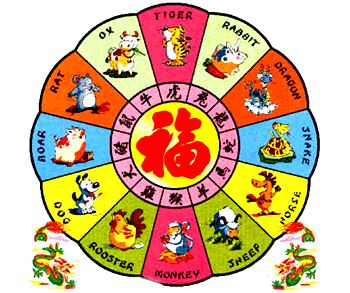 TIGER
RABBIT
DRAGON
SNAKE
HORSE
SHEEP
MONKEY
ROOSTER
DOG
BOAR
RAT
OX
虎
兔
龍
蛇
馬
羊
猴
雞
犬
豬
鼠
牛
福